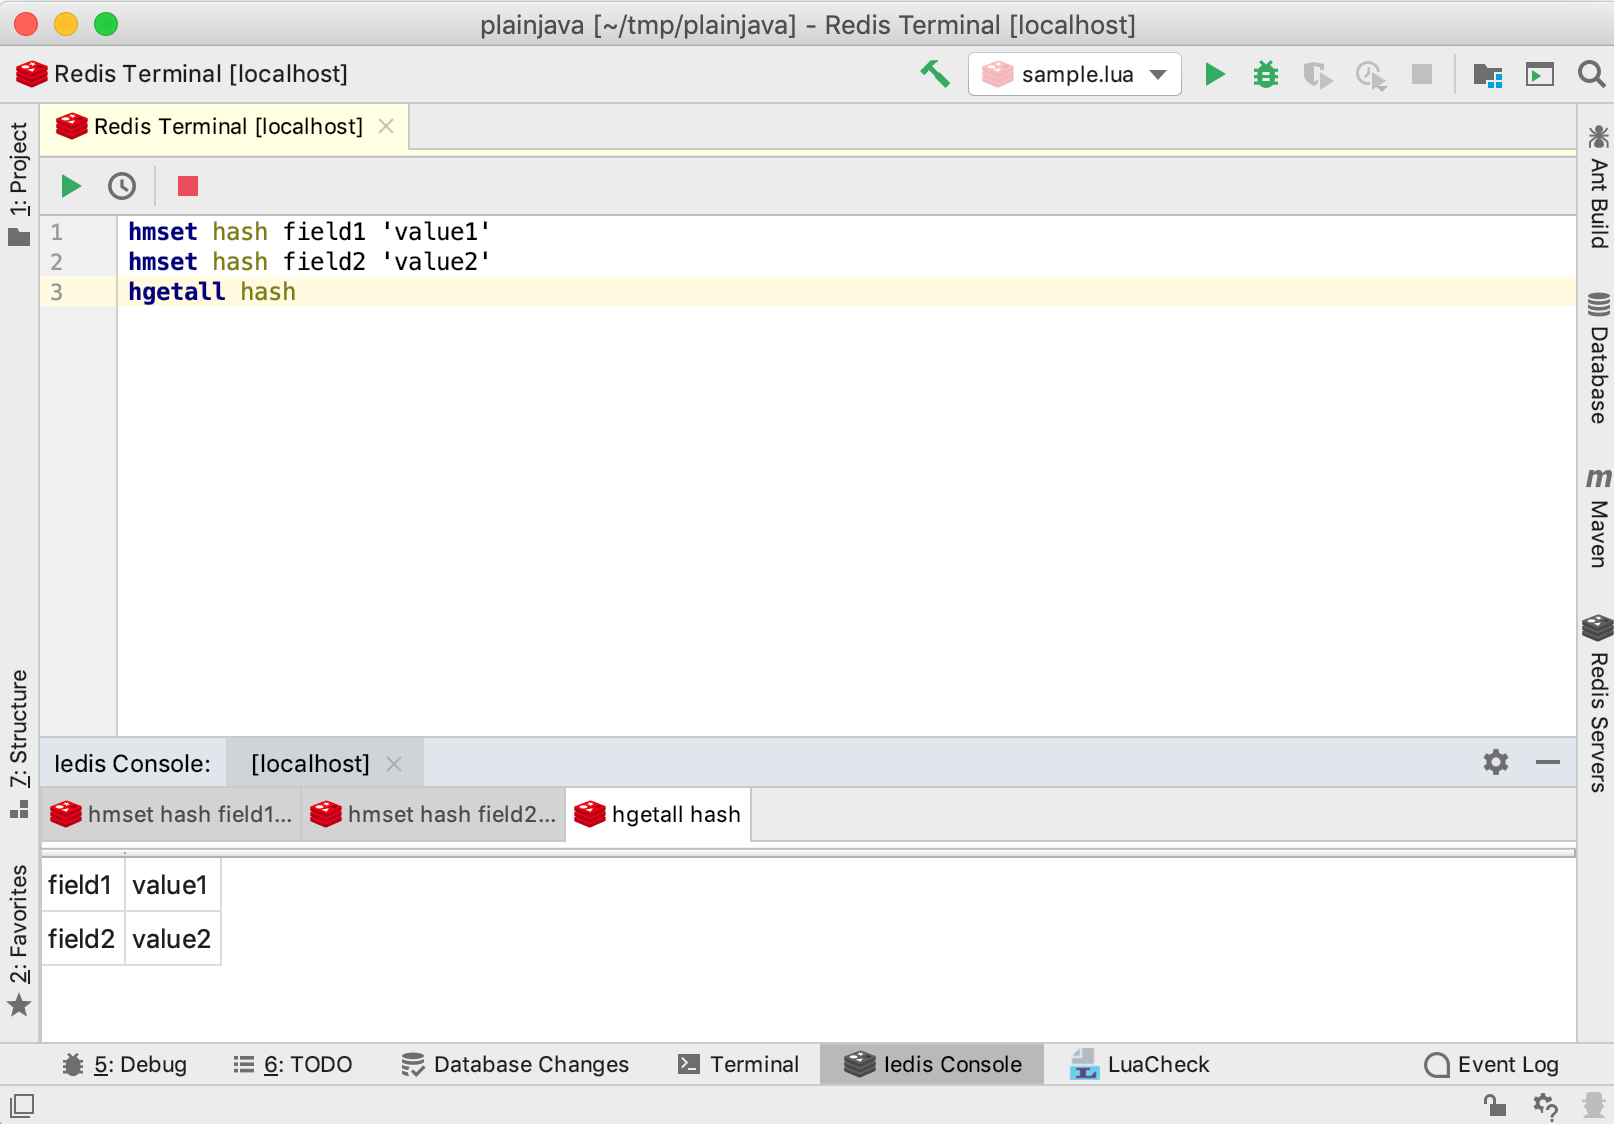 plainjava [~/tmp/plainjava] - Redis Terminal [localhost]
Redis Terminal [localhost]
sample.lua
1: Project
Redis Terminal [localhost]
1 hmset hash field1 'value1'
2 hmset hash field2 'value2'
3 hgetall hash
7: Structure
2: Favorites
Ant Build
Database
m Maven
Redis Servers
Iedis Console: [localhost]
hmset hash field1... hmset hash field2... hgetall hash
field1 value1
field2 value2
5: Debug 6: TODO Database Changes Terminal Iedis Console LuaCheck Event Log